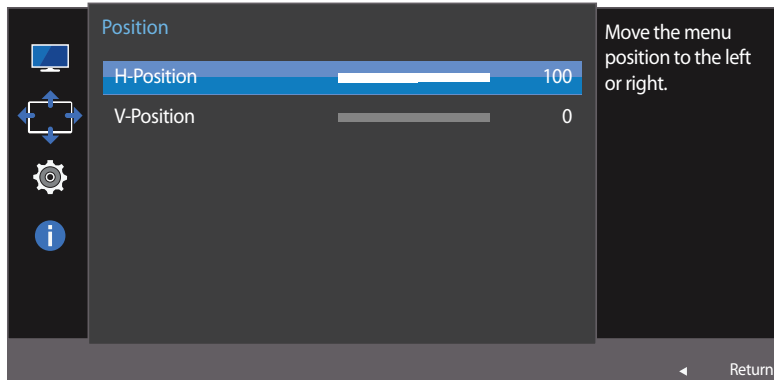 Position
H-Position 100
V-Position 0
Move the menu
position to the left
or right.
Return